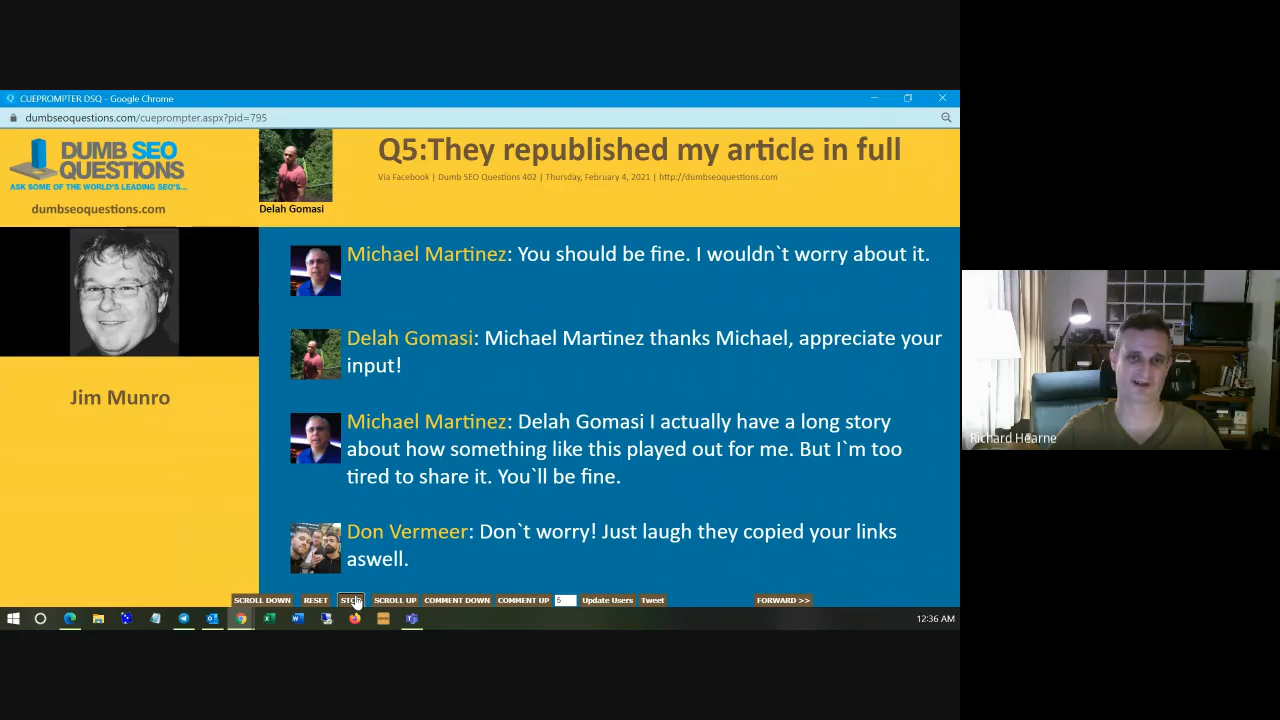 CUEPROMPTER DSQ - Google Chrome
dumbseoquestions.com/cueprompter.aspx?pid=795
DUMB SEO
QUESTIONS
ASK SOME OF THE WORLD'S LEADING SEO'S...
dumbseoquestions.com
Delah Gomasi
Q5:They republished my article in full
Via Facebook | Dumb SEO Questions 402 | Thursday, February 4, 2021 | http://dumbseoquestions.com
Jim Munro
Michael Martinez: You should be fine. I wouldn`t worry about it.
Delah Gomasi: Michael Martinez thanks Michael, appreciate your
input!
Michael Martinez: Delah Gomasi I actually have a long story
about how something like this played out for me. But I`m too
tired to share it. You`ll be fine.
Don Vermeer: Don`t worry! Just laugh they copied your links
aswell.
Richard Hearne
SCROLL DOWN RESET SCROLL UP COMMENT DOWN COMMENT UP Update Users Tweet FORWARD >>
12:36 AM